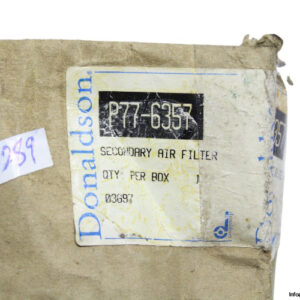 Donaldson
P77-6357
SECONDARY AIR FILTER
QTY PER BOX 1
03697
289